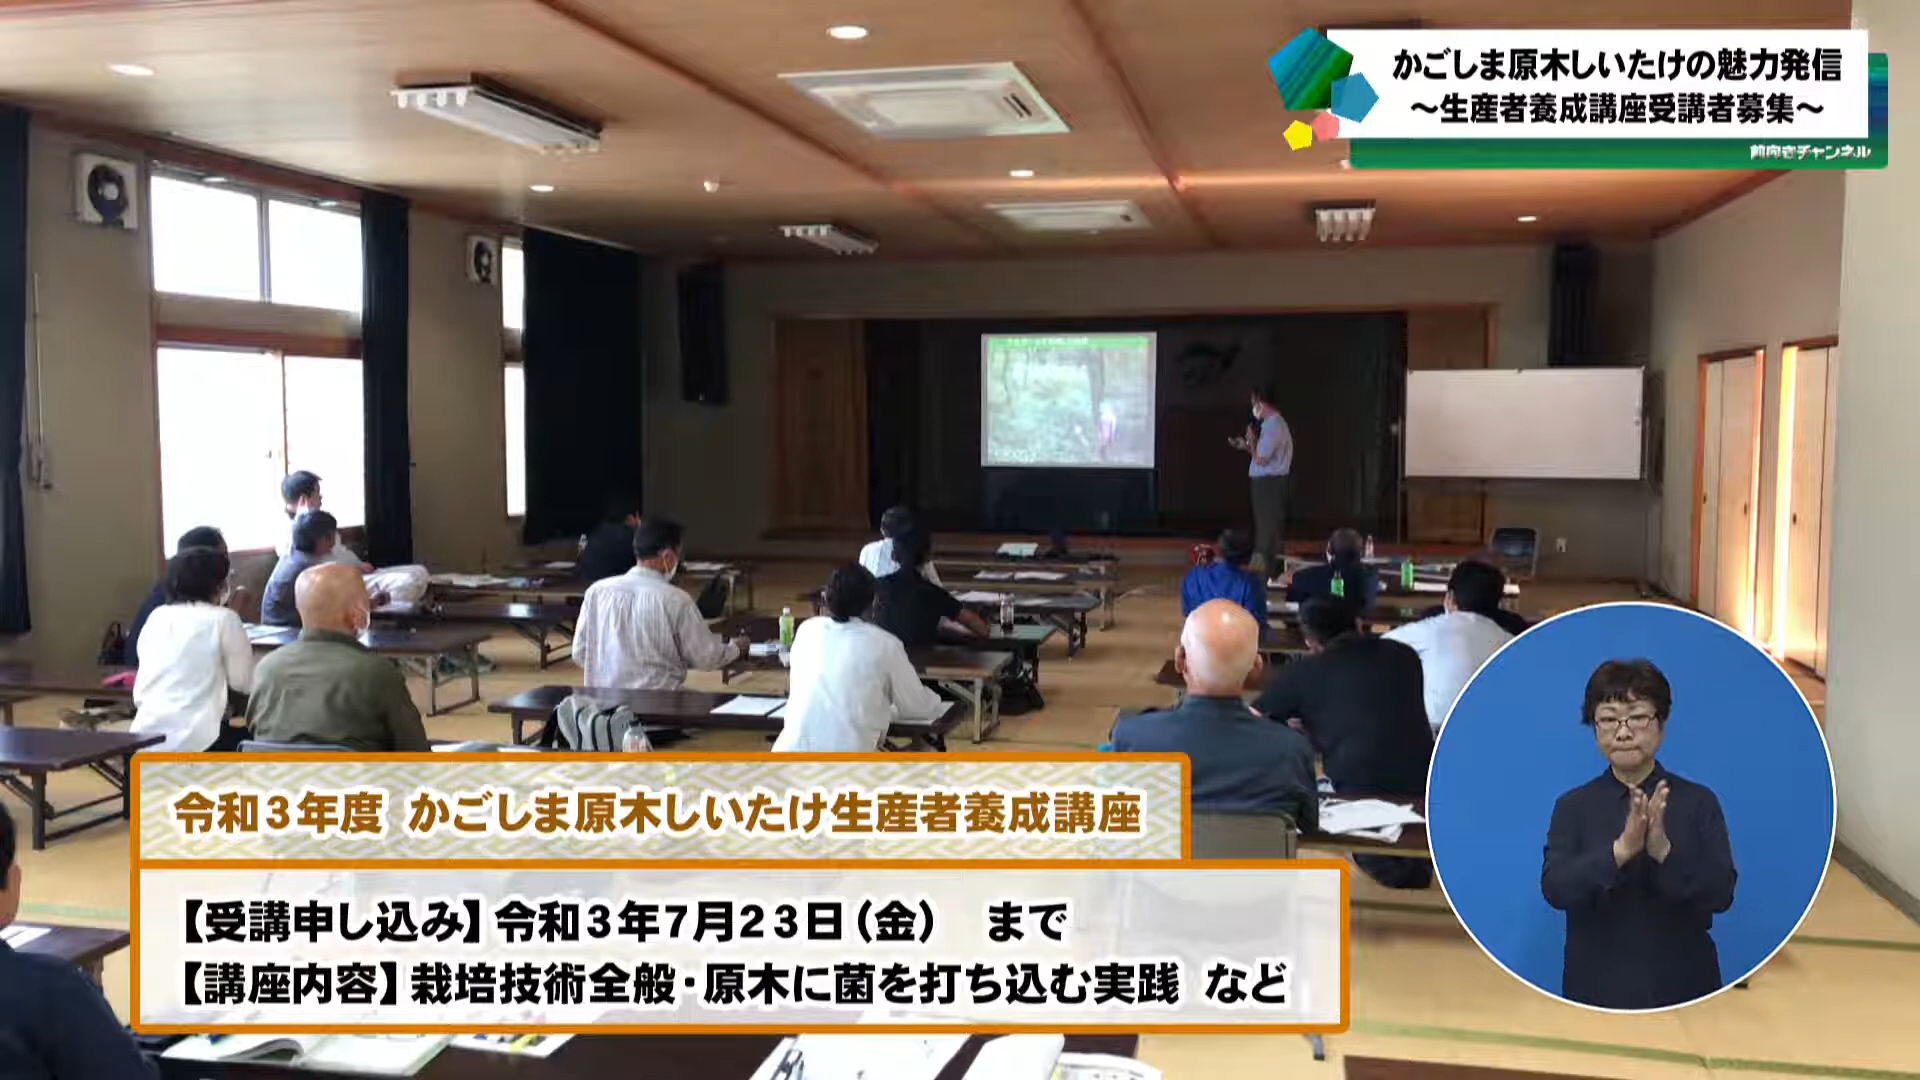 かごしま原木しいたけの魅力発信
～生産者養成講座受講者募集～
前向きチャンネル
令和3年度 かごしま原木しいたけ生産者養成講座
【受講申し込み】令和3年7月23日(金) まで
【講座内容】栽培技術全般・原木に菌を打ち込む実践 など